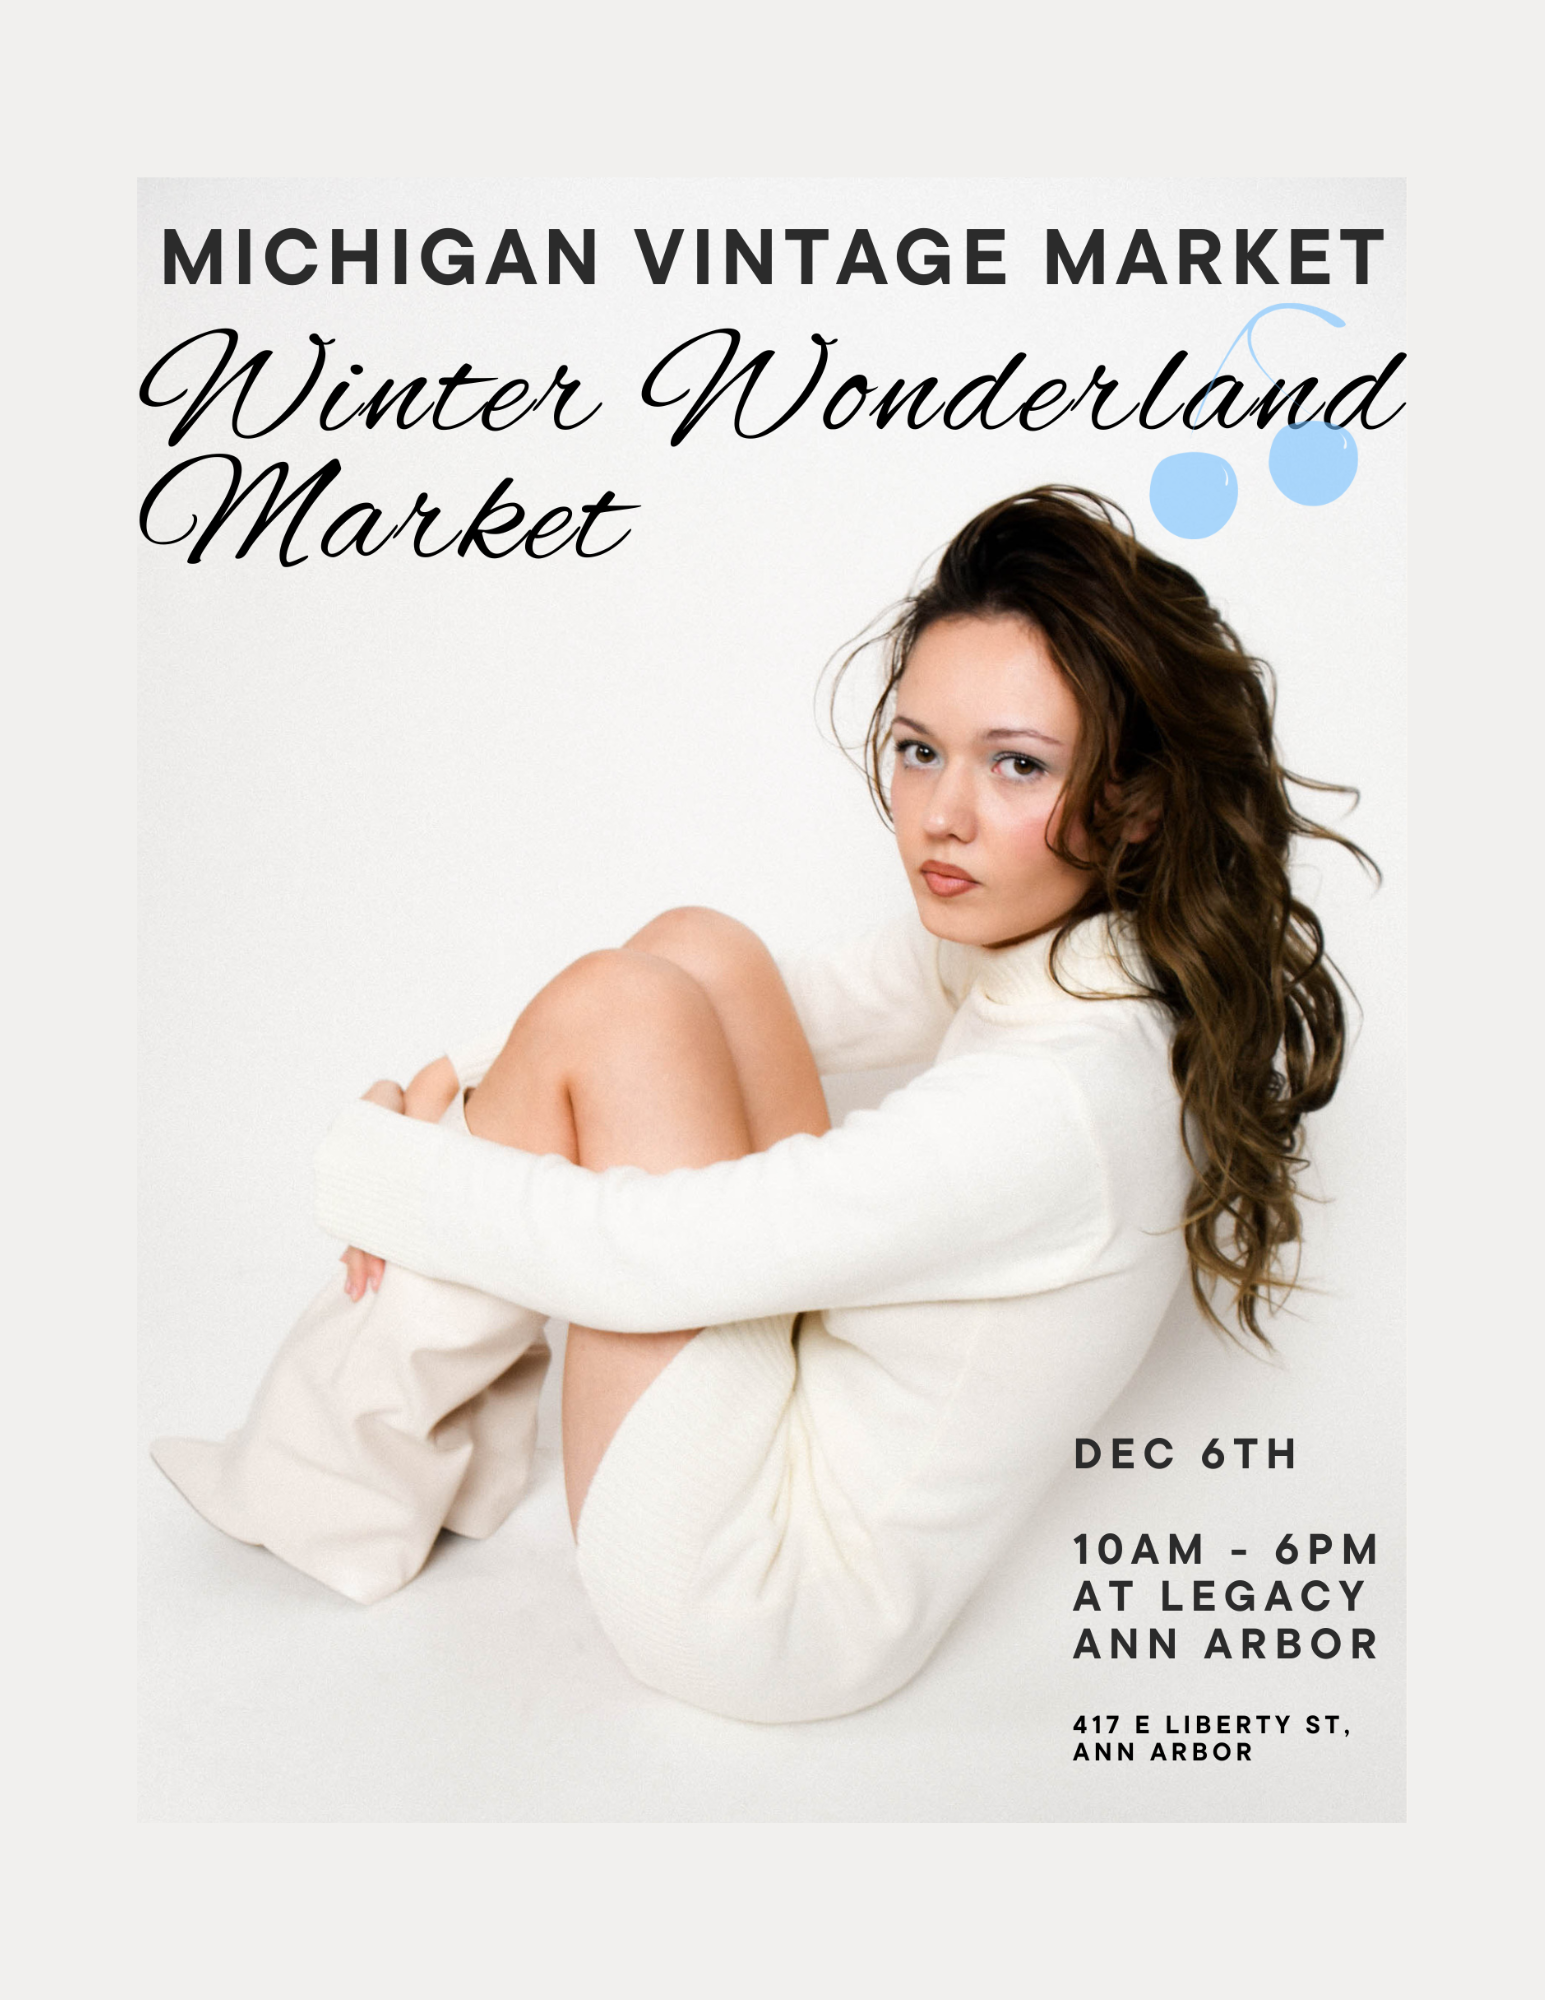 MICHIGAN VINTAGE MARKET
Winter Wonderland
Market
DEC 6TH
10AM - 6PM
AT LEGACY
ANN ARBOR
417 E LIBERTY ST,
ANN ARBOR